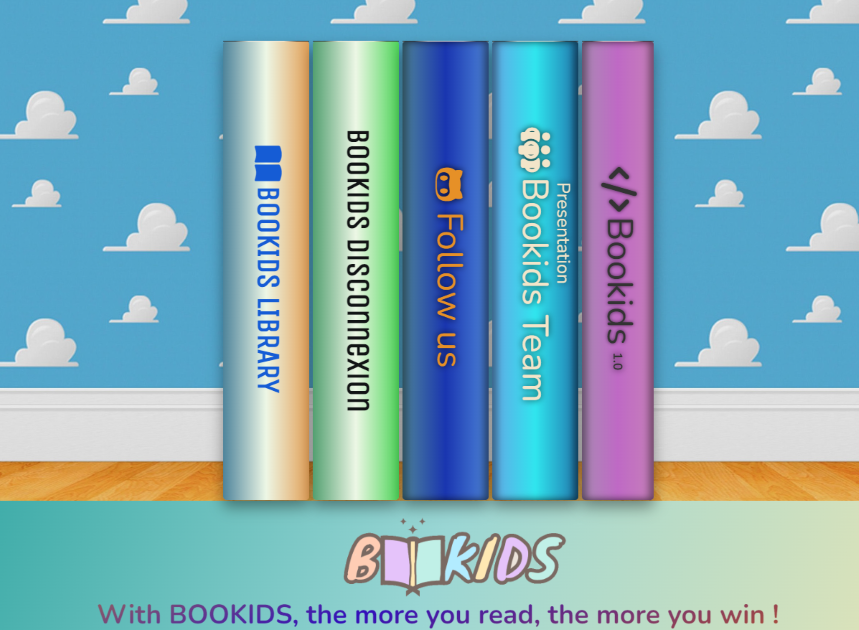 BOOKIDS LIBRARY
BOOKIDS DISconnexIon
Follow us
Presentation
Bookids Team
</>Bookids 1.0
BOOKIDS
With BOOKIDS, the more you read, the more you win !